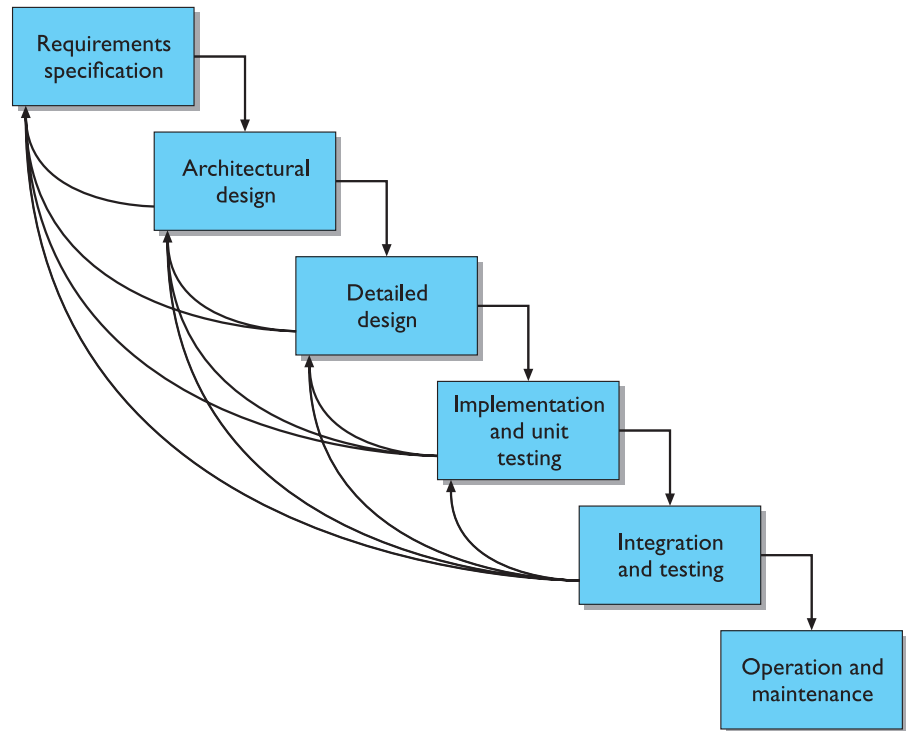 Requirements
specification
Architectural
design
Detailed
design
Implementation
and unit
testing
Integration
and testing
Operation and
maintenance